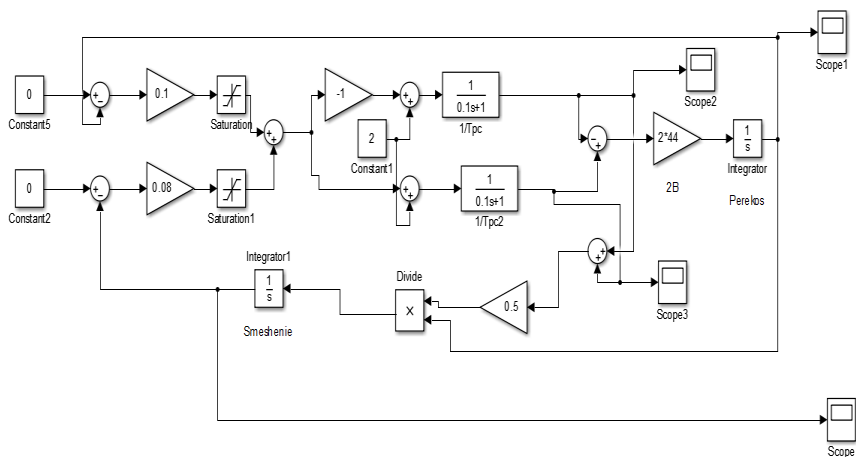 Scope1
0
Constant5
0.1
Saturation
-1
1
0.1s+1
1/Tpc
Scope2
2
Constant1
2*44
2B
1
s
Integrator
Perekos
0
Constant2
0.08
Saturation1
1
0.1s+1
1/Tpc2
Integrator1
1
s
Smeshenie
Divide
×
0.5
Scope3
Scope